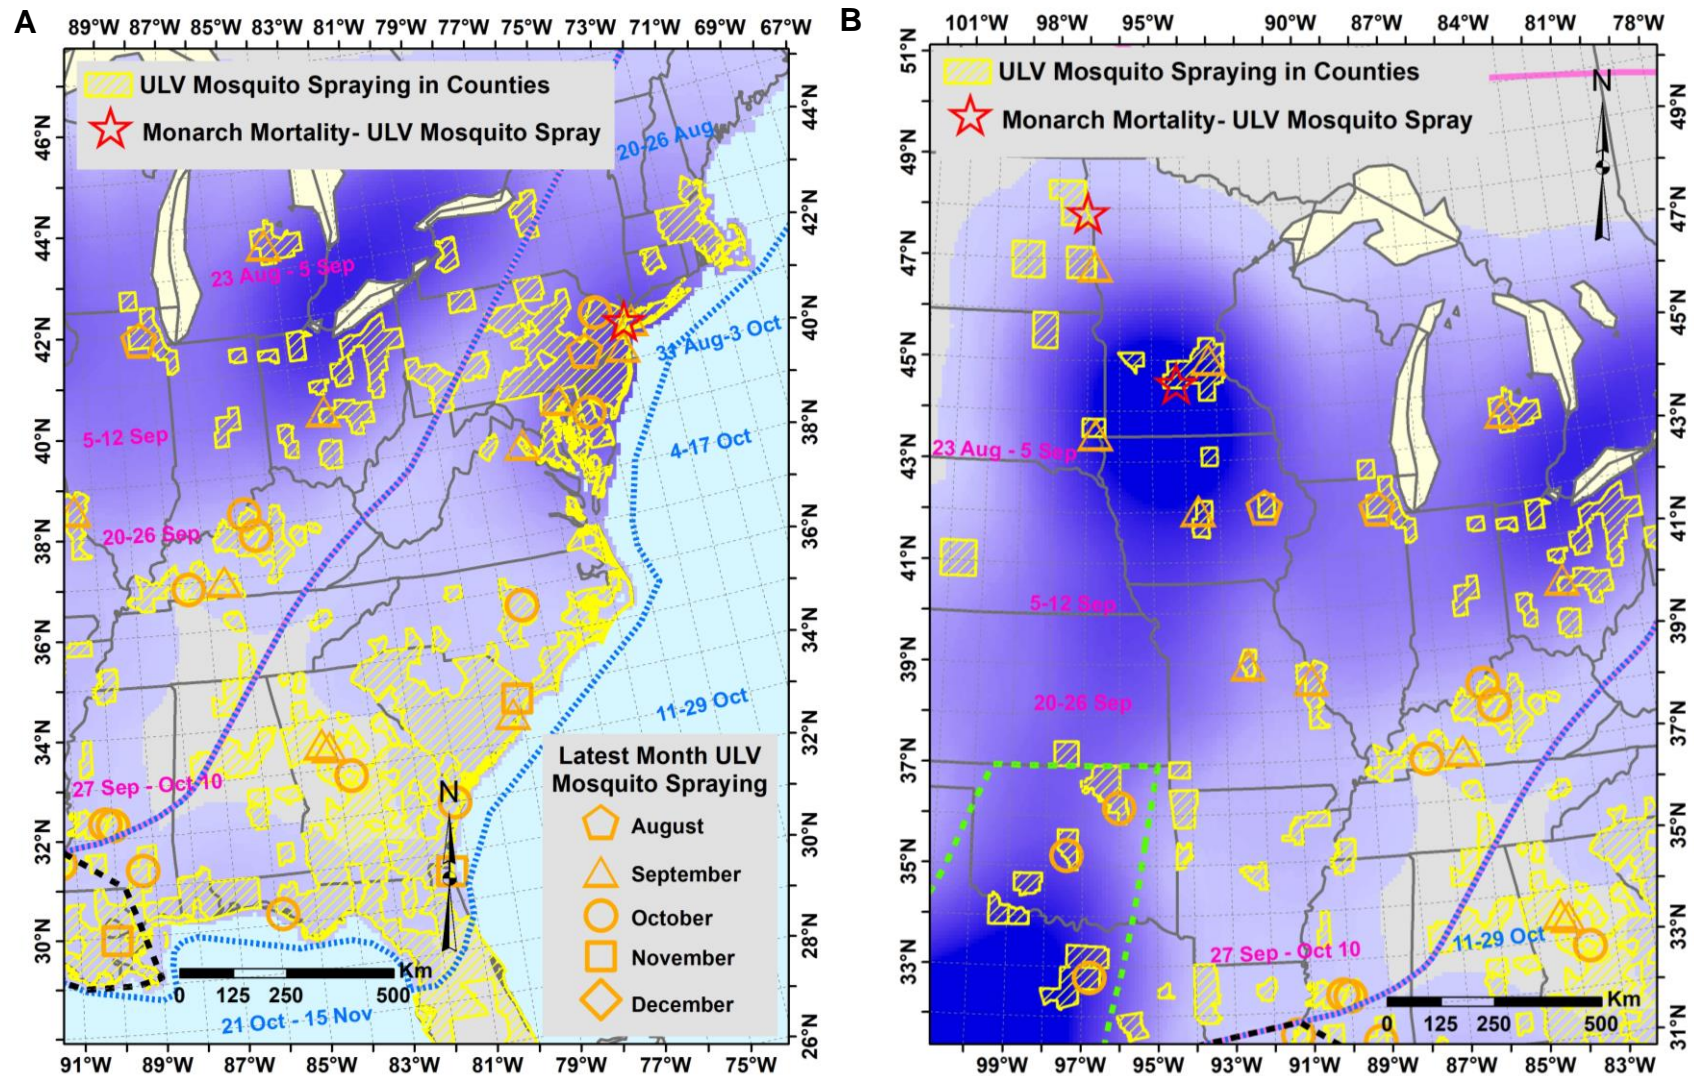 A
89°W 87°W 85°W 83°W 81°W 79°W 77°W 75°W 73°W 71°W 69°W 67°W
ULV Mosquito Spraying in Counties
Monarch Mortality- ULV Mosquito Spray
46°N
44°N
42°N
40°N
38°N
36°N
34°N
32°N
30°N
44°N
42°N
40°N
38°N
36°N
34°N
32°N
30°N
28°N
26°N
20-26 Aug
23 Aug - 5 Sep
31 Aug-3 Oct
5-12 Sep
4-17 Oct
20-26 Sep
11-29 Oct
27 Sep - Oct 10
N
Km
0 125 250 500
21 Oct - 15 Nov
Latest Month ULV
Mosquito Spraying
August
September
October
November
December
91°W 89°W 87°W 85°W 83°W 81°W 79°W 77°W 75°W
B
101°W 98°W 95°W 90°W 87°W 84°W 81°W 78°W
ULV Mosquito Spraying in Counties
Monarch Mortality- ULV Mosquito Spray
N
51°N
49°N
47°N
45°N
43°N
41°N
39°N
37°N
35°N
33°N
49°N
47°N
45°N
43°N
41°N
39°N
37°N
35°N
33°N
31°N
23 Aug - 5 Sep
5-12 Sep
20-26 Sep
27 Sep - Oct 10
11-29 Oct
Km
0 125 250 500
99°W 97°W 95°W 93°W 91°W 89°W 87°W 85°W 83°W